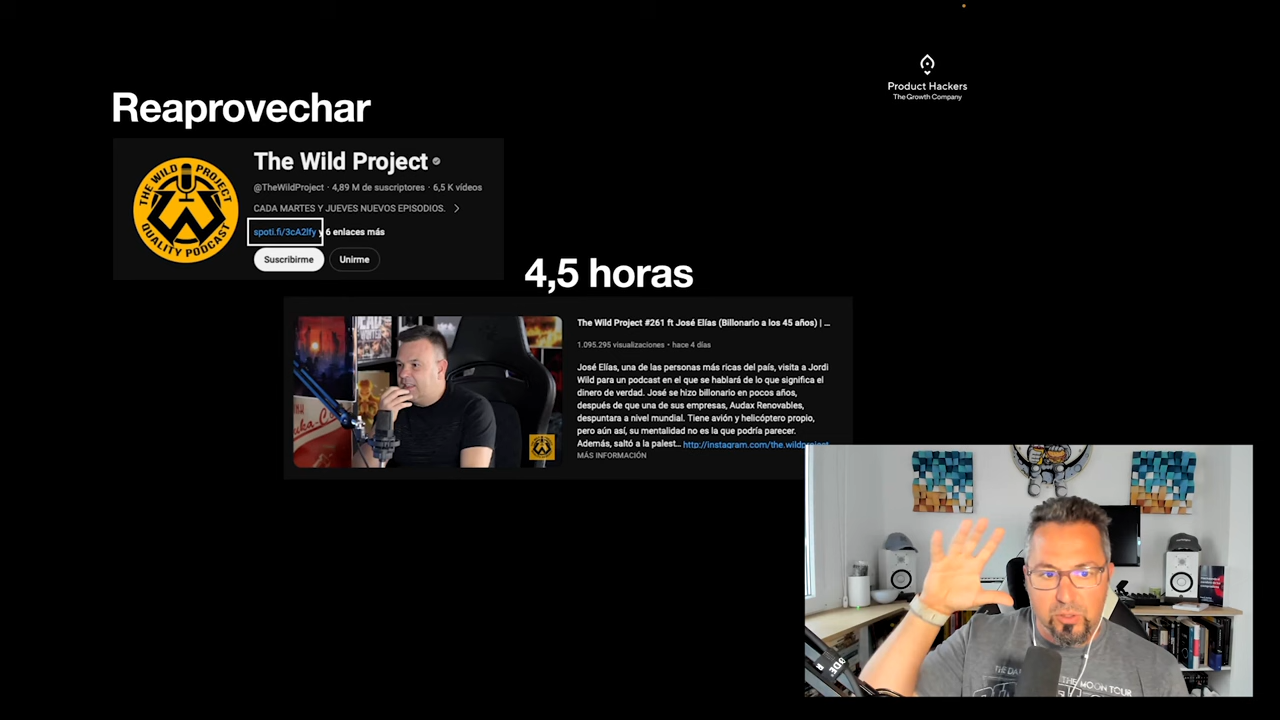 Product Hackers
The Growth Company
Reaprovechar
THE WILD PROJECT
QUALITY PODCAST
The Wild Project
@TheWildProject · 4,89 M de suscriptores · 6,5 K vídeos
CADA MARTES Y JUEVES NUEVOS EPISODIOS.
spoti.fi/3cA2lfy y 6 enlaces más
Suscribirme
Unirme
4,5 horas
The Wild Project #261 ft José Elías (Billonario a los 45 años) | ...
1.095.295 visualizaciones • hace 4 días
José Elías, una de las personas más ricas del país, visita a Jordi
Wild para un podcast en el que se hablará de lo que significa el
dinero de verdad. José se hizo billonario en pocos años,
después de que una de sus empresas, Audax Renovables,
despuntara a nivel mundial. Tiene avión y helicóptero propio,
pero aún así, su mentalidad no es la que podría parecer.
Además, saltó a la palest... http://instagram.com/the.wildproject
MÁS INFORMACIÓN
THE MOON TOUR